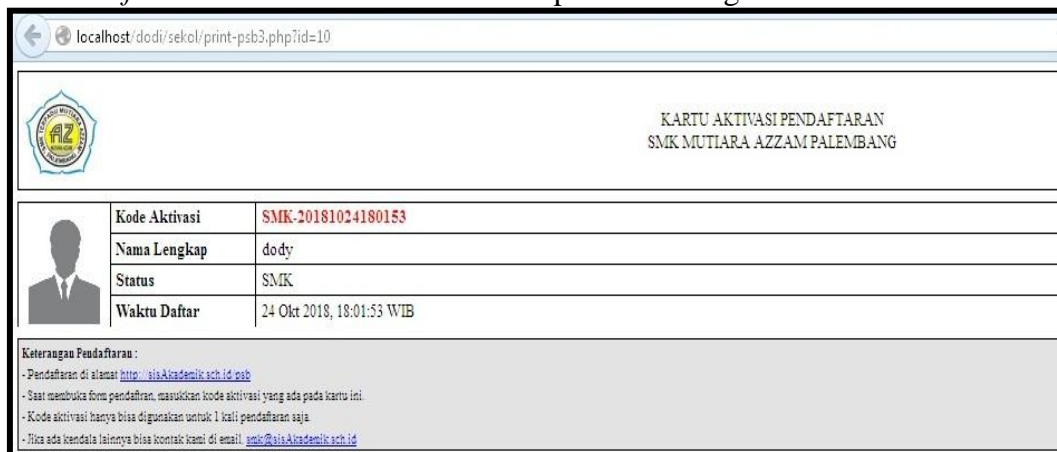 localhost/dodi/sekol/print-psb3.php?id=10
AZ
KARTU AKTIVASI PENDAFTARAN
SMK MUTIARA AZZAM PALEMBANG
Kode Aktivasi SMK-20181024180153
Nama Lengkap dody
Status SMK
Waktu Daftar 24 Okt 2018, 18:01:53 WIB
Keterangan Pendaftaran :
- Pendaftaran di alamat http://sisAkademik.sch.id/psb
- Saat membuka form pendaftran, masukkan kode aktivasi yang ada pada kartu ini.
- Kode aktivasi hanya bisa digunakan untuk 1 kali pendaftaran saja.
- Jika ada kendala lainnya bisa kontak kami di email, smk@sisAkademik.sch.id